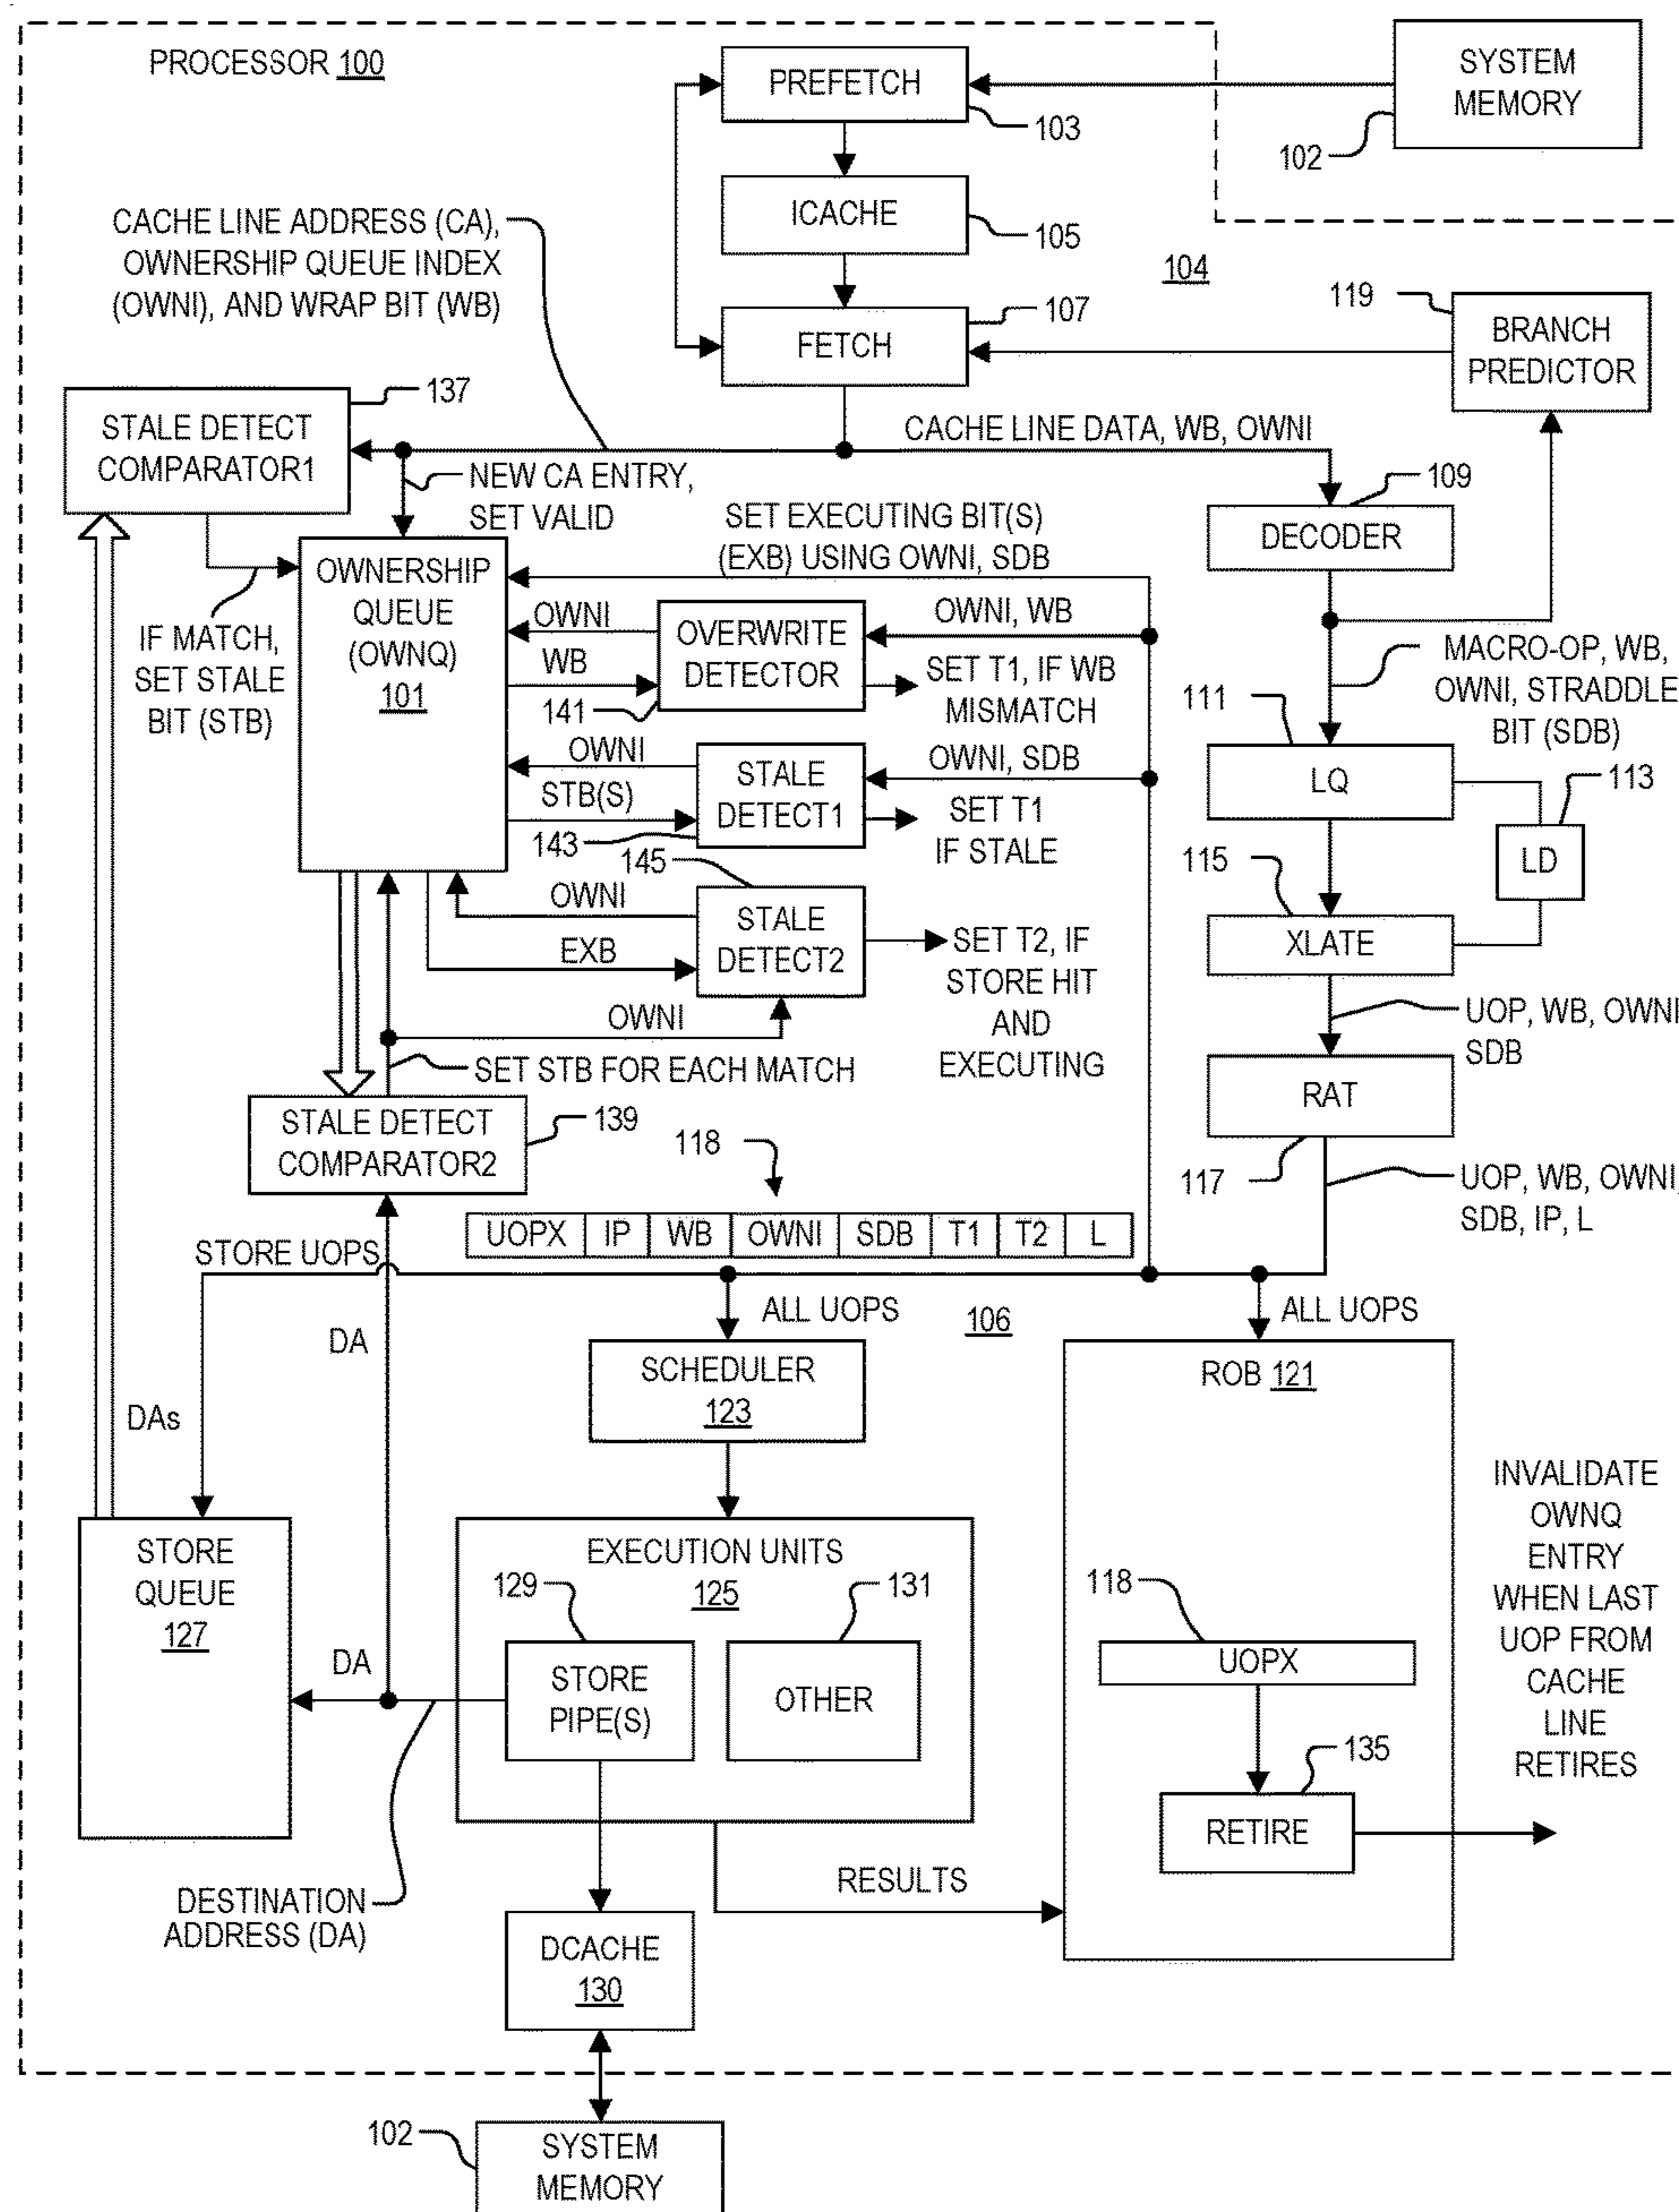 PROCESSOR 100
PREFETCH
103
SYSTEM
MEMORY
102
ICACHE
105
CACHE LINE ADDRESS (CA),
OWNERSHIP QUEUE INDEX
(OWNI), AND WRAP BIT (WB)
104
FETCH
107
119
BRANCH
PREDICTOR
STALE DETECT
COMPARATOR1
137
CACHE LINE DATA, WB, OWNI
NEW CA ENTRY,
SET VALID
109
DECODER
SET EXECUTING BIT(S)
(EXB) USING OWNI, SDB
OWNERSHIP
QUEUE
(OWNQ)
101
IF MATCH,
SET STALE
BIT (STB)
OWNI
WB
OVERWRITE
DETECTOR
141
OWNI, WB
SET T1, IF WB
MISMATCH
MACRO-OP, WB,
OWNI, STRADDLE
BIT (SDB)
111
LQ
113
LD
OWNI
STB(S)
STALE
DETECT1
143
OWNI, SDB
SET T1
IF STALE
145
OWNI
EXB
STALE
DETECT2
SET T2, IF
STORE HIT
AND
EXECUTING
115
XLATE
OWNI
SET STB FOR EACH MATCH
UOP, WB, OWNI
SDB
RAT
117
STALE DETECT
COMPARATOR2
139
118
UOP, WB, OWNI,
SDB, IP, L
UOPX IP WB OWNI SDB T1 T2 L
STORE UOPS
ALL UOPS
106
ALL UOPS
DA
DAs
SCHEDULER
123
ROB 121
STORE
QUEUE
127
EXECUTION UNITS
125
129
STORE
PIPE(S)
131
OTHER
DA
118
UOPX
135
RETIRE
INVALIDATE
OWNQ
ENTRY
WHEN LAST
UOP FROM
CACHE
LINE
RETIRES
DESTINATION
ADDRESS (DA)
RESULTS
DCACHE
130
102
SYSTEM
MEMORY